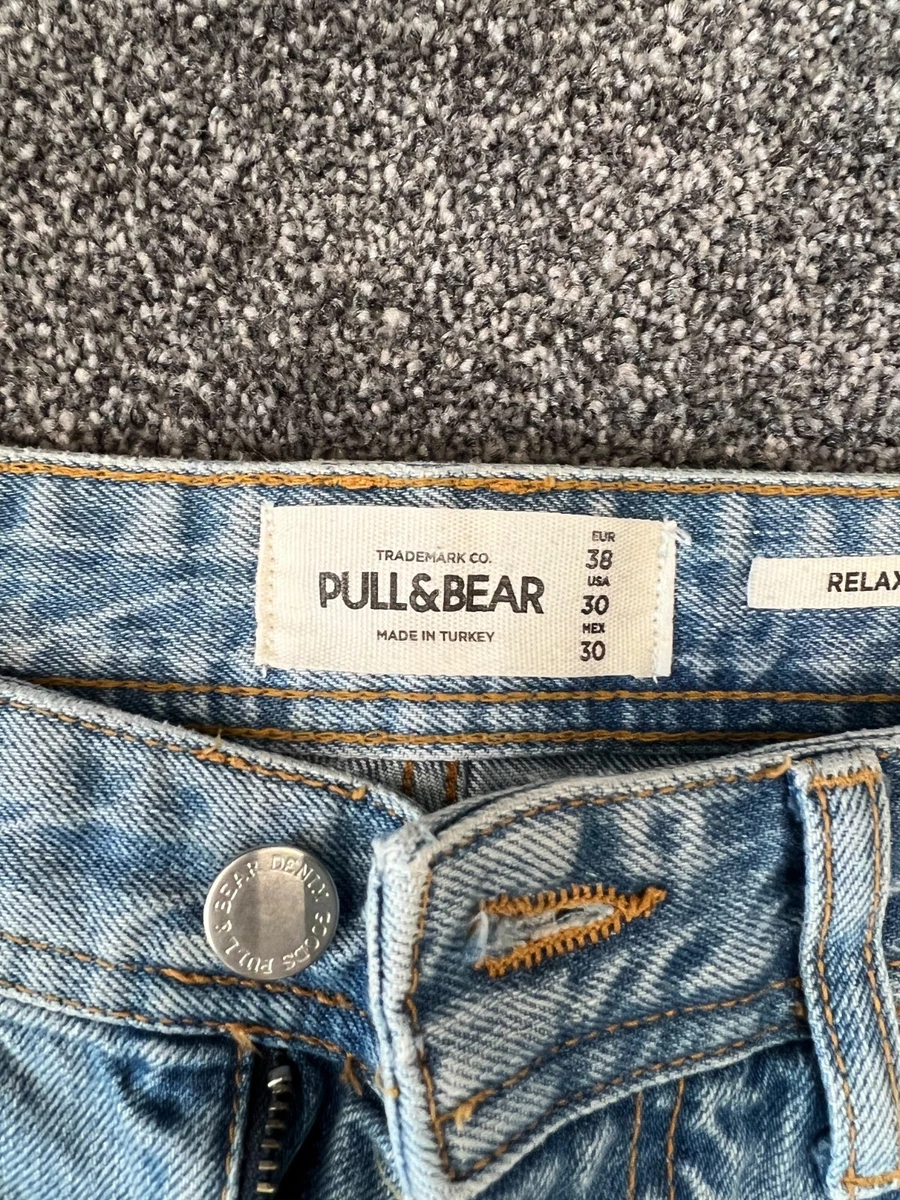 TRADEMARK CO.
PULL&BEAR
MADE IN TURKEY
EUR
38
USA
30
MEX
30
RELAX
PULL & BEAR DENIM GOODS